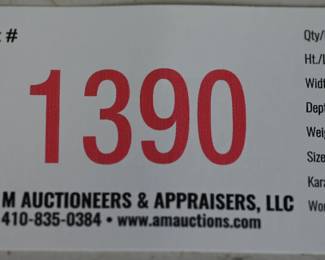 #
1390
M AUCTIONEERS & APPRAISERS, LLC
410-835-0384 • www.amauctions.com
Qty/
Ht./
Widt
Dept
Weig
Size
Kara
Wor